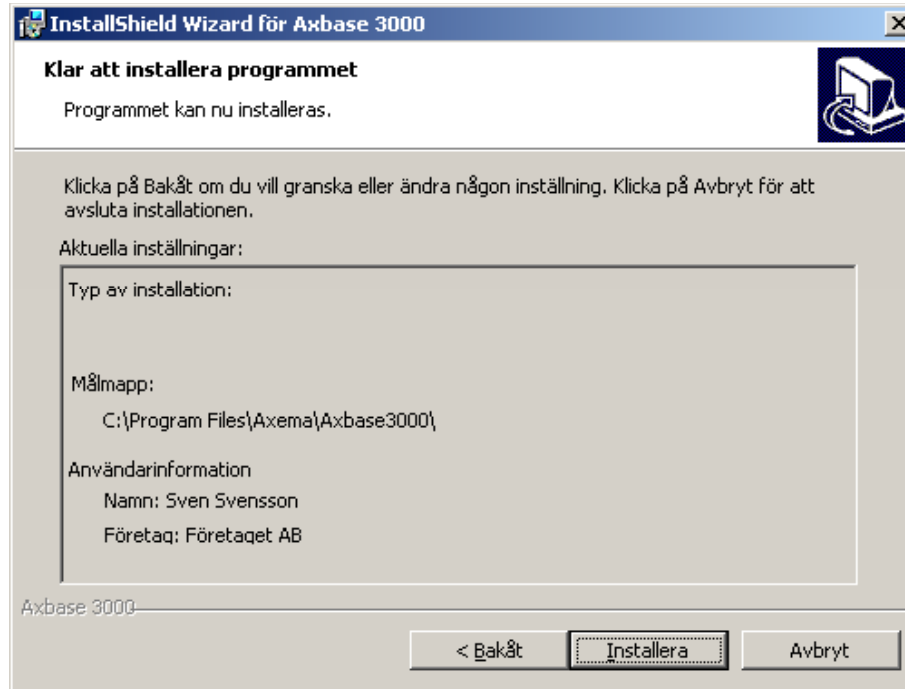 InstallShield Wizard för Axbase 3000
Klar att installera programmet
Programmet kan nu installeras.
Klicka på Bakåt om du vill granska eller ändra någon inställning. Klicka på Avbryt för att
avsluta installationen.
Aktuella inställningar:
Typ av installation:
Målmapp:
C:\Program Files\Axema\Axbase3000\
Användarinformation
Namn: Sven Svensson
Företag: Företaget AB
Axbase 3000
< Bakåt
Installera
Avbryt